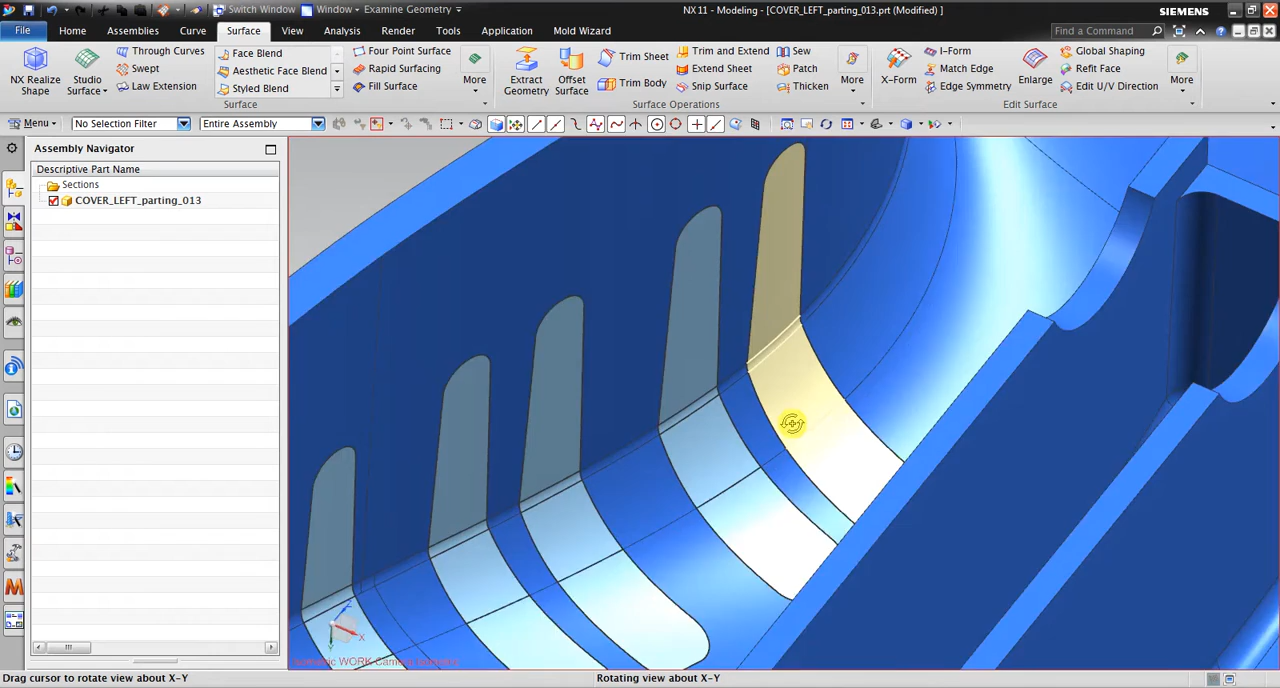 Switch Window Window Examine Geometry
NX 11 - Modeling - [COVER_LEFT_parting_013.prt (Modified) ]
SIEMENS
File Home Assemblies Curve Surface Analysis Render View Tools Application Mold Wizard
Find a Command
NX Realize Shape
Studio Surface
Through Curves
Swept
Law Extension
Face Blend
Aesthetic Face Blend
Styled Blend
Four Point Surface
Rapid Surfacing
Fill Surface
More
Surface
Extract Geometry
Offset Surface
Trim Sheet
Trim Body
Trim and Extend
Extend Sheet
Snip Surface
Sew
Patch
Thicken
More
Surface Operations
X-Form
I-Form
Match Edge
Edge Symmetry
Enlarge
Global Shaping
Refit Face
Edit U/V Direction
More
Edit Surface
Menu
No Selection Filter
Entire Assembly
Assembly Navigator
Descriptive Part Name
Sections
COVER_LEFT_parting_013
X
Z
WORK Camera
Drag cursor to rotate view about X-Y
Rotating view about X-Y